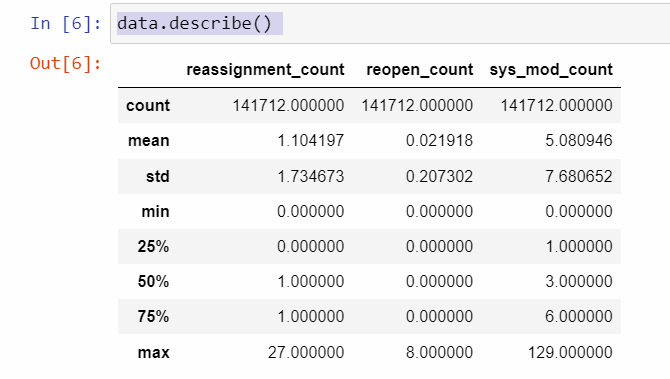 In [6]: data.describe()
Out[6]:
reassignment_count reopen_count sys_mod_count
count 141712.000000 141712.000000 141712.000000
mean 1.104197 0.021918 5.080946
std 1.734673 0.207302 7.680652
min 0.000000 0.000000 0.000000
25% 0.000000 0.000000 1.000000
50% 1.000000 0.000000 3.000000
75% 1.000000 0.000000 6.000000
max 27.000000 8.000000 129.000000